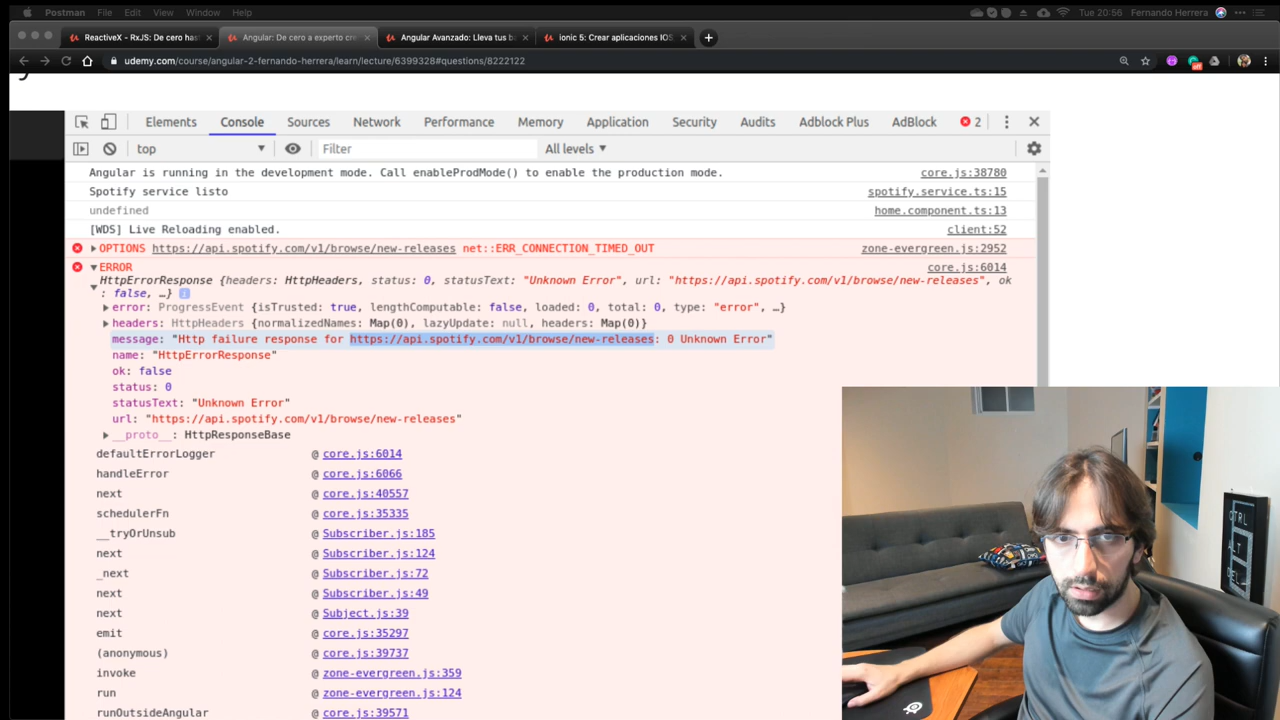 Postman File Edit View Window Help Tue 20:56 Fernando Herrera
ReactiveX - RxJS: De cero has
Angular: De cero a experto cre
Angular Avanzado: Lleva tus b
ionic 5: Crear aplicaciones IOS
udemy.com/course/angular-2-fernando-herrera/learn/lecture/6399328#questions/8222122
Elements Console Sources Network Performance Memory Application Security Audits Adblock Plus AdBlock 2
top Filter All levels
Angular is running in the development mode. Call enableProdMode() to enable the production mode. core.js:38780
Spotify service listo spotify.service.ts:15
undefined home.component.ts:13
[WDS] Live Reloading enabled. client:52
OPTIONS https://api.spotify.com/v1/browse/new-releases net::ERR_CONNECTION_TIMED_OUT zone-evergreen.js:2952
ERROR core.js:6014
HttpErrorResponse {headers: HttpHeaders, status: 0, statusText: "Unknown Error", url: "https://api.spotify.com/v1/browse/new-releases", ok
: false, …}
error: ProgressEvent {isTrusted: true, lengthComputable: false, loaded: 0, total: 0, type: "error", …}
headers: HttpHeaders {normalizedNames: Map(0), lazyUpdate: null, headers: Map(0)}
message: "Http failure response for https://api.spotify.com/v1/browse/new-releases: 0 Unknown Error"
name: "HttpErrorResponse"
ok: false
status: 0
statusText: "Unknown Error"
url: "https://api.spotify.com/v1/browse/new-releases"
__proto__: HttpResponseBase
defaultErrorLogger @ core.js:6014
handleError @ core.js:6066
next @ core.js:40557
schedulerFn @ core.js:35335
__tryOrUnsub @ Subscriber.js:185
next @ Subscriber.js:124
_next @ Subscriber.js:72
next @ Subscriber.js:49
next @ Subject.js:39
emit @ core.js:35297
(anonymous) @ core.js:39737
invoke @ zone-evergreen.js:359
run @ zone-evergreen.js:124
runOutsideAngular @ core.js:39571
CTRL
ALT
DEL